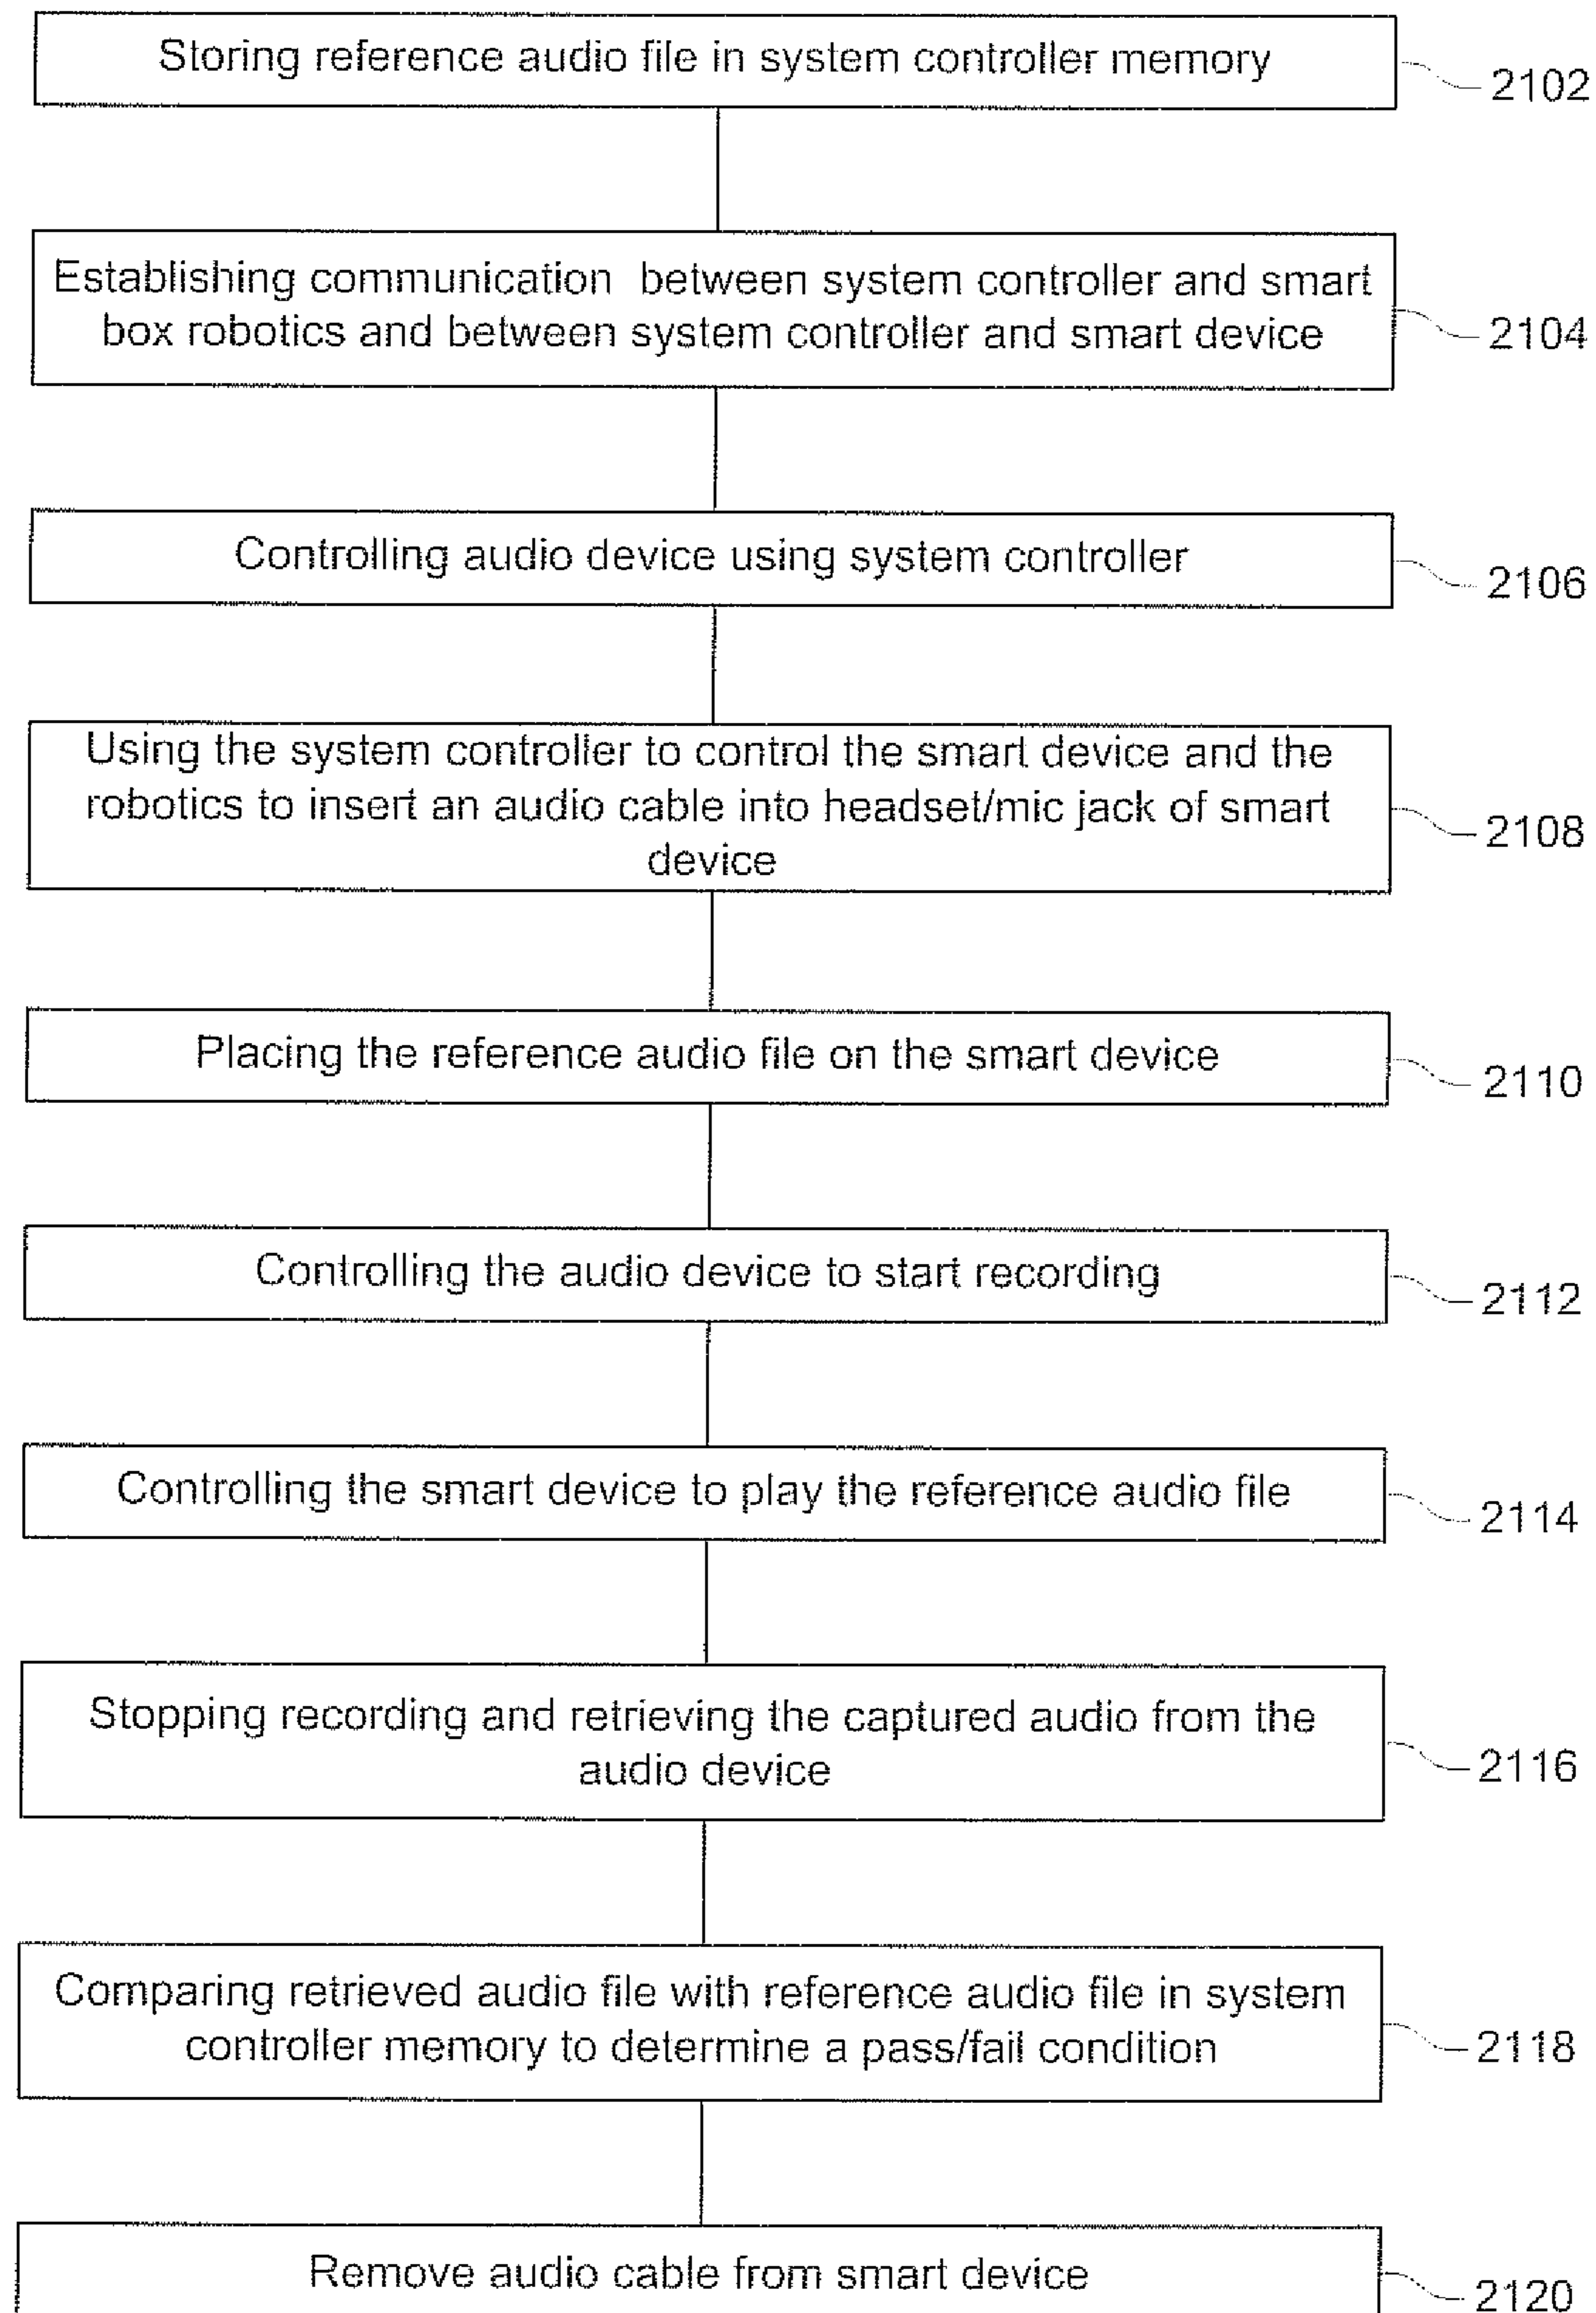 Storing reference audio file in system controller memory
2102
Establishing communication between system controller and smart
box robotics and between system controller and smart device
2104
Controlling audio device using system controller
2106
Using the system controller to control the smart device and the
robotics to insert an audio cable into headset/mic jack of smart
device
2108
Placing the reference audio file on the smart device
2110
Controlling the audio device to start recording
2112
Controlling the smart device to play the reference audio file
2114
Stopping recording and retrieving the captured audio from the
audio device
2116
Comparing retrieved audio file with reference audio file in system
controller memory to determine a pass/fail condition
2118
Remove audio cable from smart device
2120